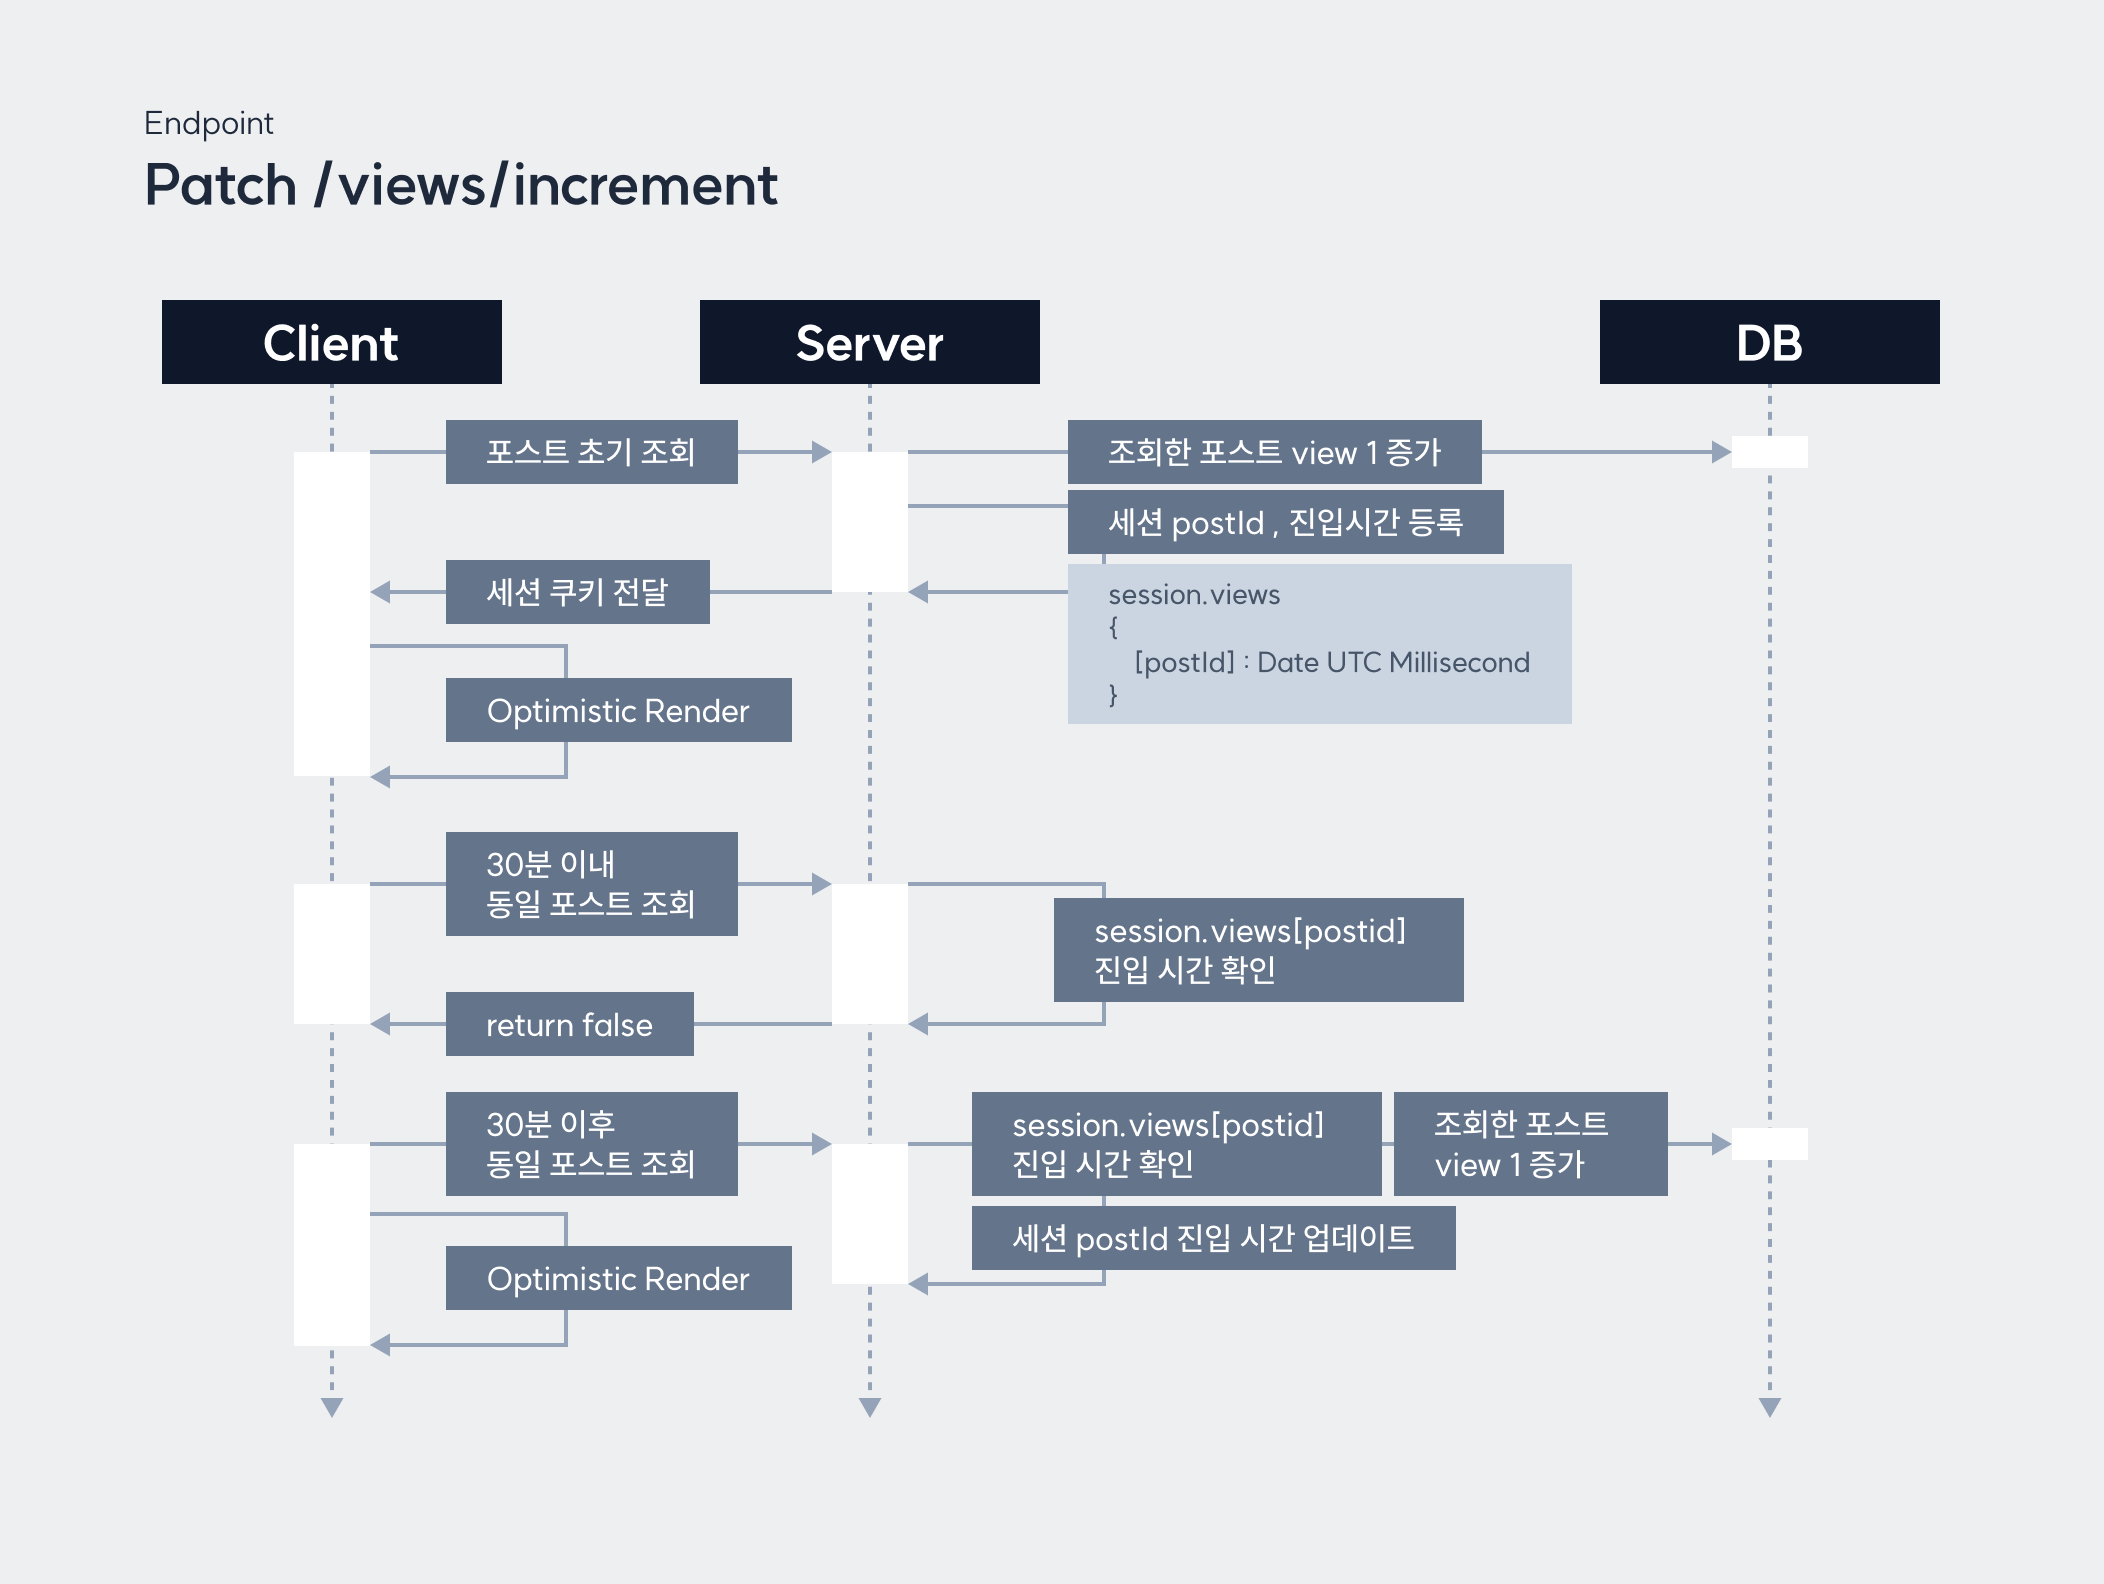 Endpoint
Patch /views/increment
Client
Server
DB
포스트 초기 조회
조회한 포스트 view 1 증가
세션 postId , 진입시간 등록
세션 쿠키 전달
session.views
{
[postId] : Date UTC Millisecond
}
Optimistic Render
30분 이내
동일 포스트 조회
session.views[postid]
진입 시간 확인
return false
30분 이후
동일 포스트 조회
session.views[postid]
진입 시간 확인
조회한 포스트
view 1 증가
세션 postId 진입 시간 업데이트
Optimistic Render